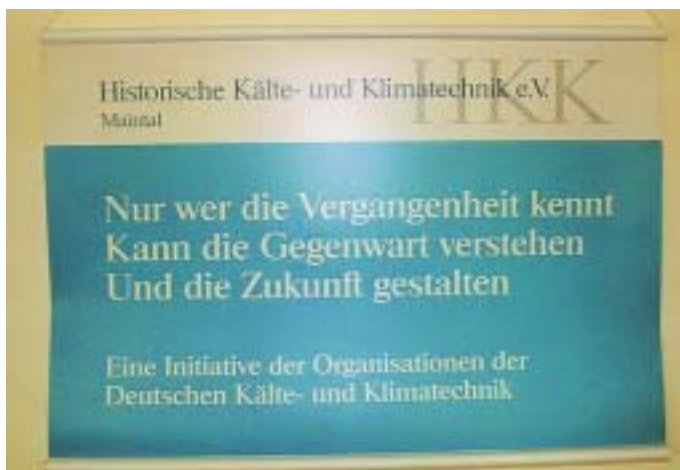 HKK
Historische Kälte- und Klimatechnik e.V.
Maintal
Nur wer die Vergangenheit kennt
Kann die Gegenwart verstehen
Und die Zukunft gestalten
Eine Initiative der Organisationen der
Deutschen Kälte- und Klimatechnik